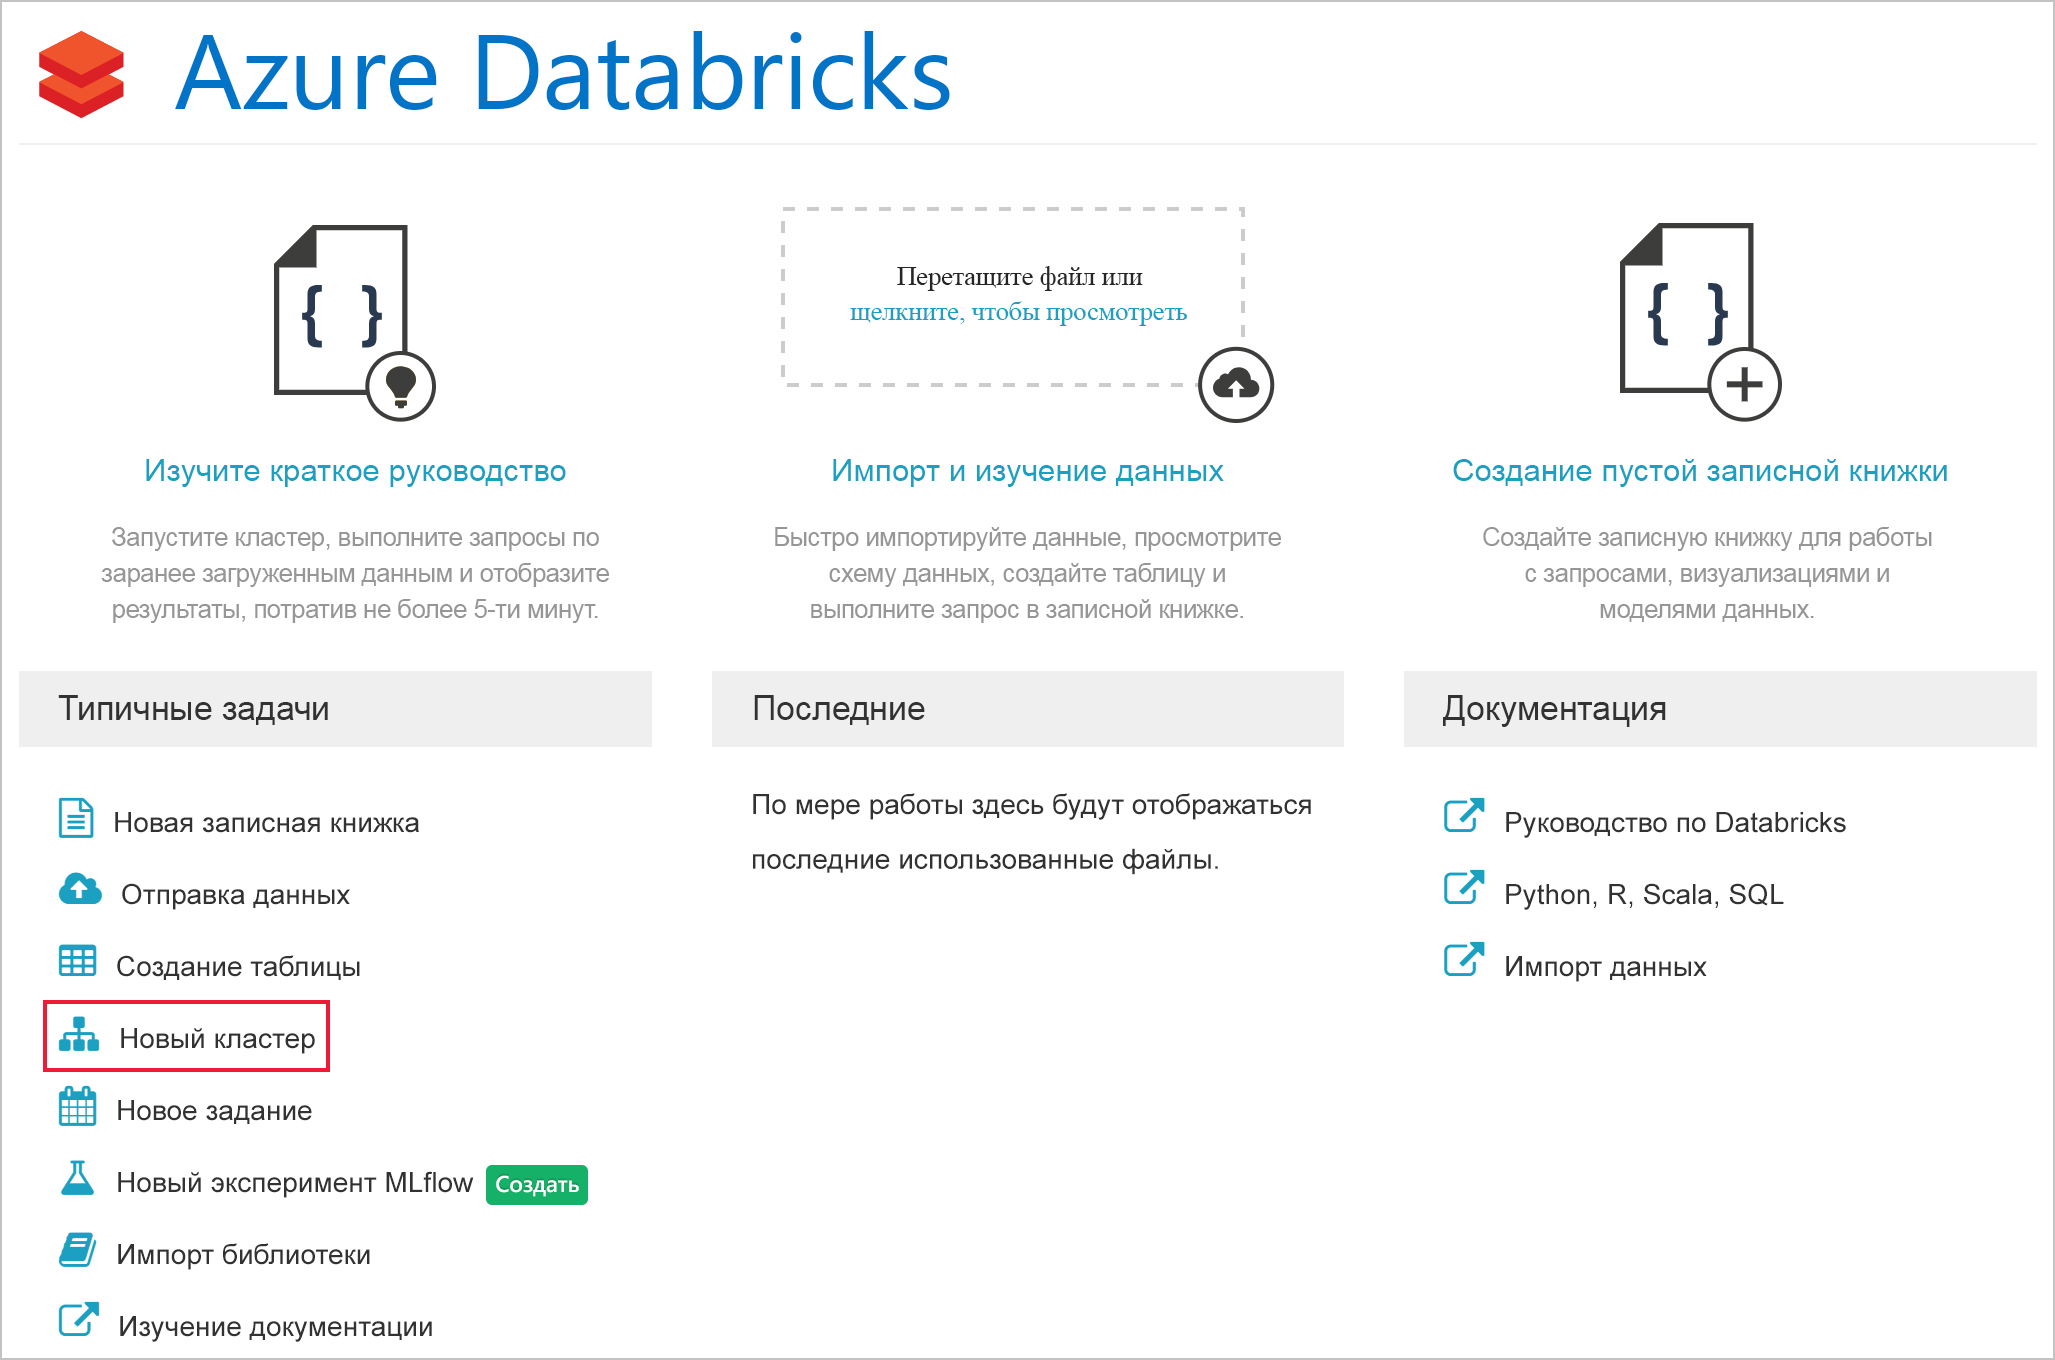 Azure Databricks
{ }
Перетащите файл или
щелкните, чтобы просмотреть
{ }
Изучите краткое руководство
Запустите кластер, выполните запросы по
заранее загруженным данным и отобразите
результаты, потратив не более 5-ти минут.
Импорт и изучение данных
Быстро импортируйте данные, просмотрите
схему данных, создайте таблицу и
выполните запрос в записной книжке.
Создание пустой записной книжки
Создайте записную книжку для работы
с запросами, визуализациями и
моделями данных.
Типичные задачи
Новая записная книжка
Отправка данных
Создание таблицы
Новый кластер
Новое задание
Новый эксперимент MLflow Создать
Импорт библиотеки
Изучение документации
Последние
По мере работы здесь будут отображаться
последние использованные файлы.
Документация
Руководство по Databricks
Python, R, Scala, SQL
Импорт данных